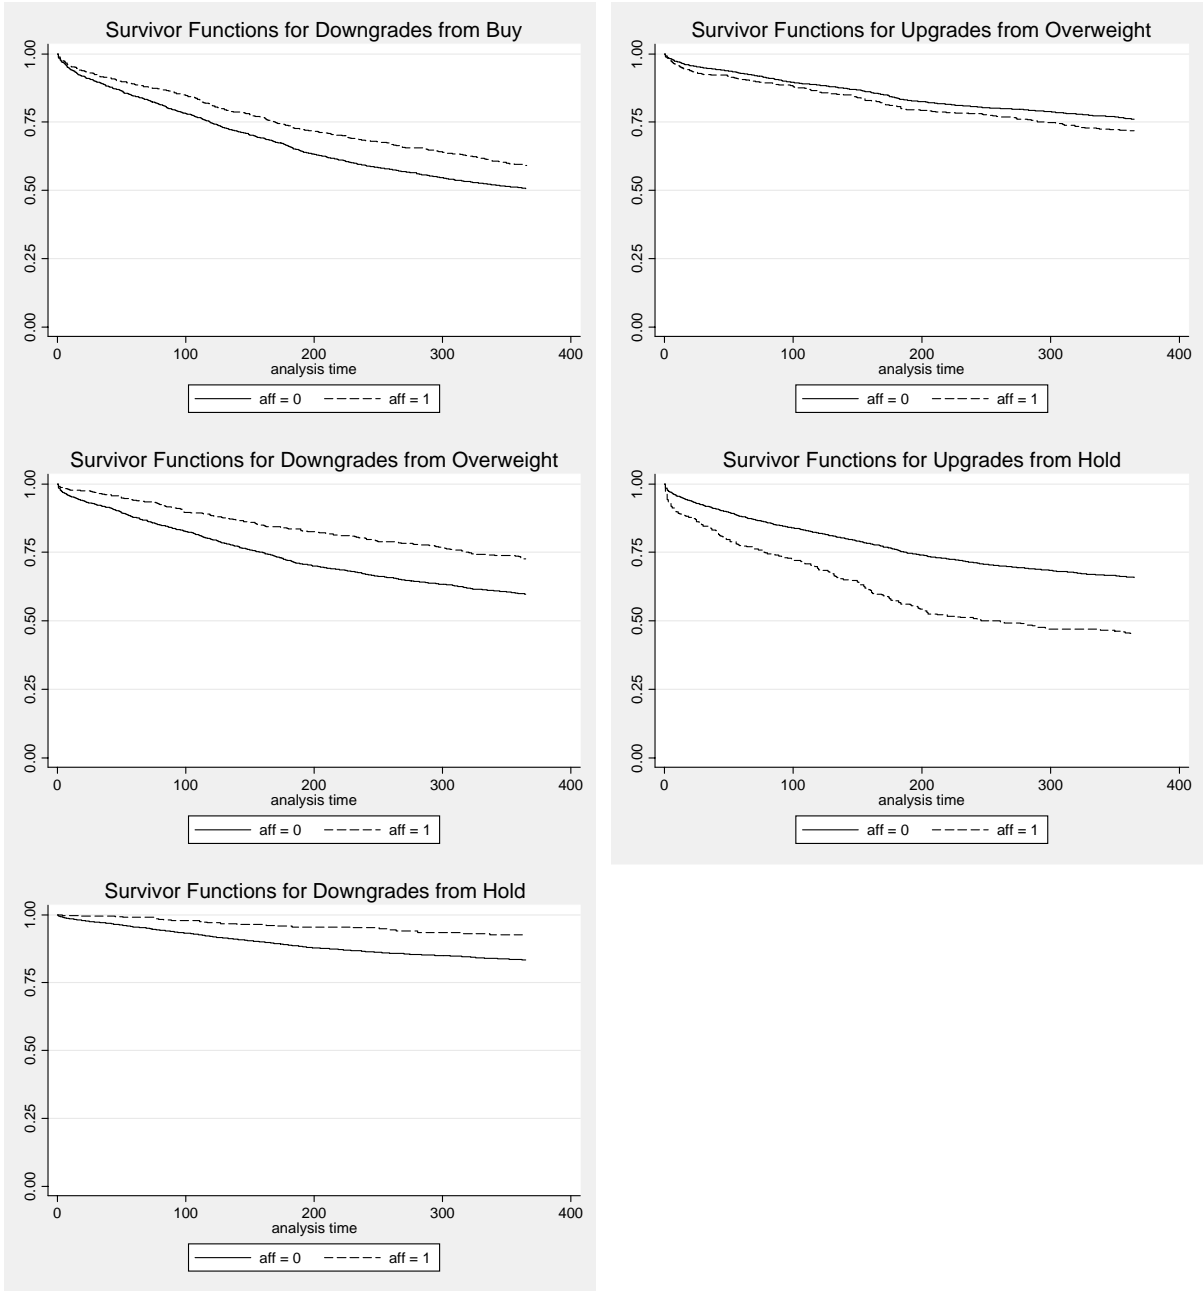 Survivor Functions for Downgrades from Buy
1.00
0.75
0.50
0.25
0.00
0 100 200 300 400
analysis time
aff = 0 aff = 1
Survivor Functions for Upgrades from Overweight
1.00
0.75
0.50
0.25
0.00
0 100 200 300 400
analysis time
aff = 0 aff = 1
Survivor Functions for Downgrades from Overweight
1.00
0.75
0.50
0.25
0.00
0 100 200 300 400
analysis time
aff = 0 aff = 1
Survivor Functions for Upgrades from Hold
1.00
0.75
0.50
0.25
0.00
0 100 200 300 400
analysis time
aff = 0 aff = 1
Survivor Functions for Downgrades from Hold
1.00
0.75
0.50
0.25
0.00
0 100 200 300 400
analysis time
aff = 0 aff = 1